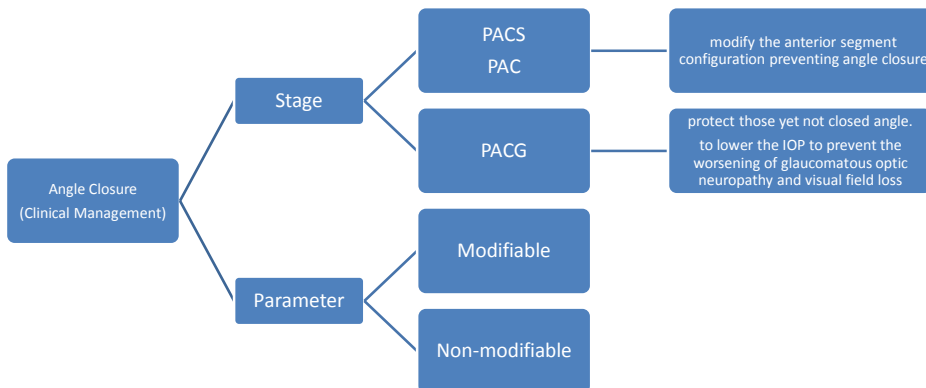 Angle Closure
(Clinical Management)
Stage
PACS
PAC
modify the anterior segment
configuration preventing angle closure
PACG
protect those yet not closed angle.
to lower the IOP to prevent the
worsening of glaucomatous optic
neuropathy and visual field loss
Parameter
Modifiable
Non-modifiable